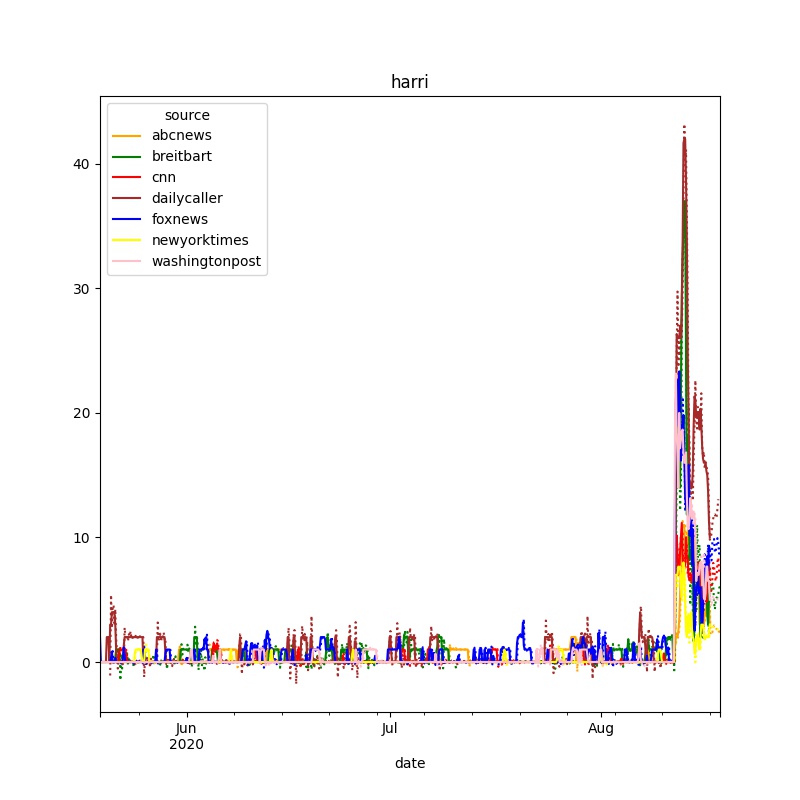 harri
source
abcnews
breitbart
cnn
dailycaller
foxnews
newyorktimes
washingtonpost
40
30
20
10
0
Jun
2020
Jul
Aug
date